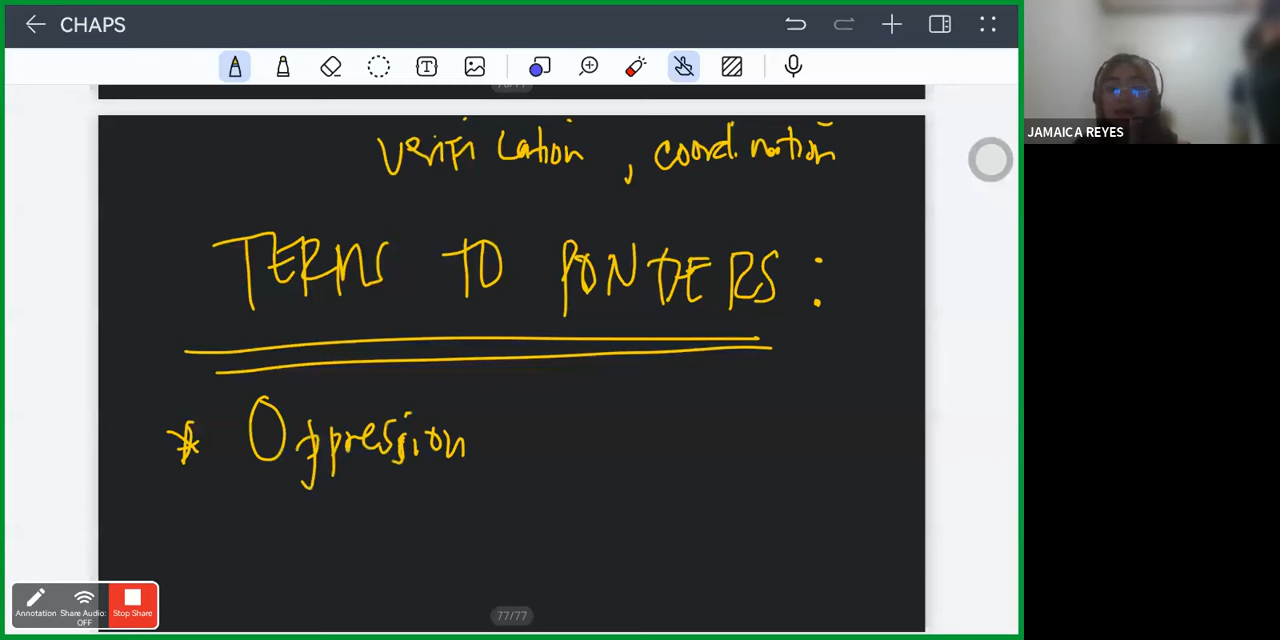 CHAPS
JAMAICA REYES
verification, coordination
TERMS TO PONDERS:
* Oppression
Annotation
Share Audio: OFF
Stop Share
77/77